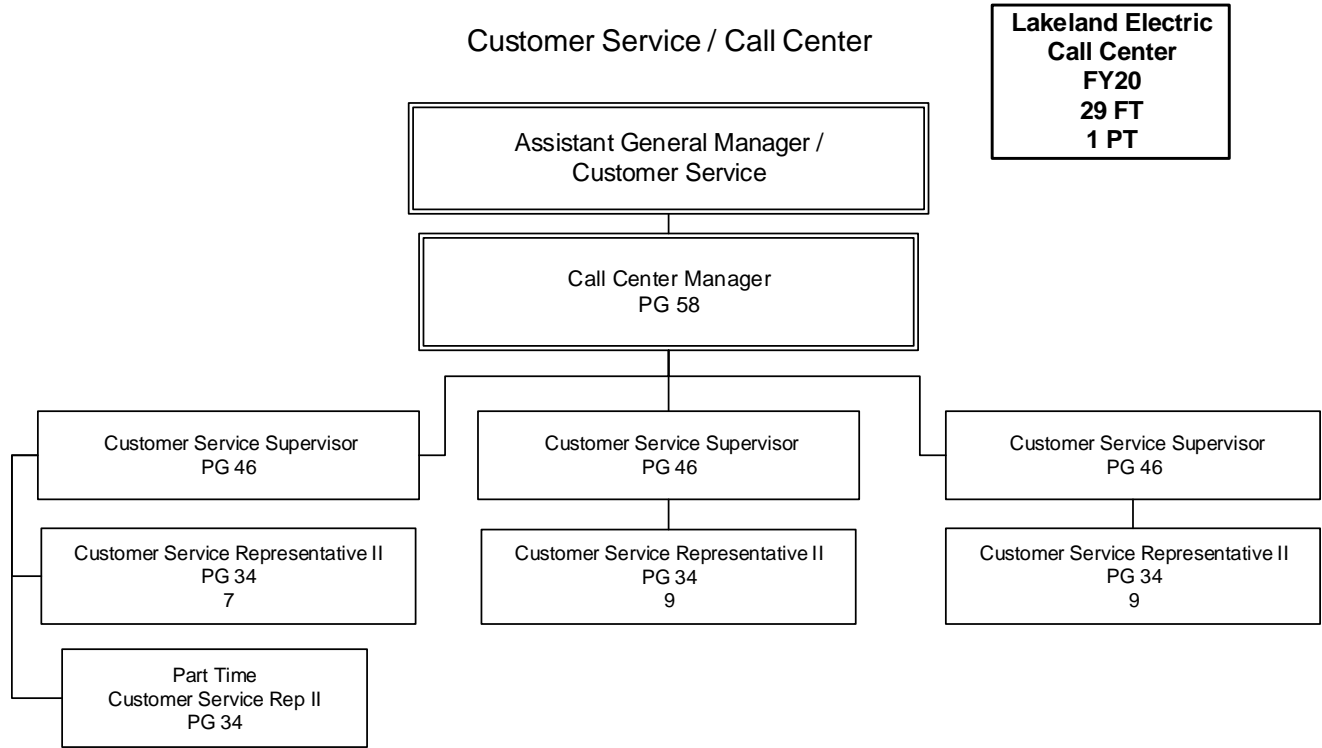 Customer Service / Call Center
Lakeland Electric
Call Center
FY20
29 FT
1 PT
Assistant General Manager /
Customer Service
Call Center Manager
PG 58
Customer Service Supervisor
PG 46
Customer Service Supervisor
PG 46
Customer Service Supervisor
PG 46
Customer Service Representative II
PG 34
7
Customer Service Representative II
PG 34
9
Customer Service Representative II
PG 34
9
Part Time
Customer Service Rep II
PG 34